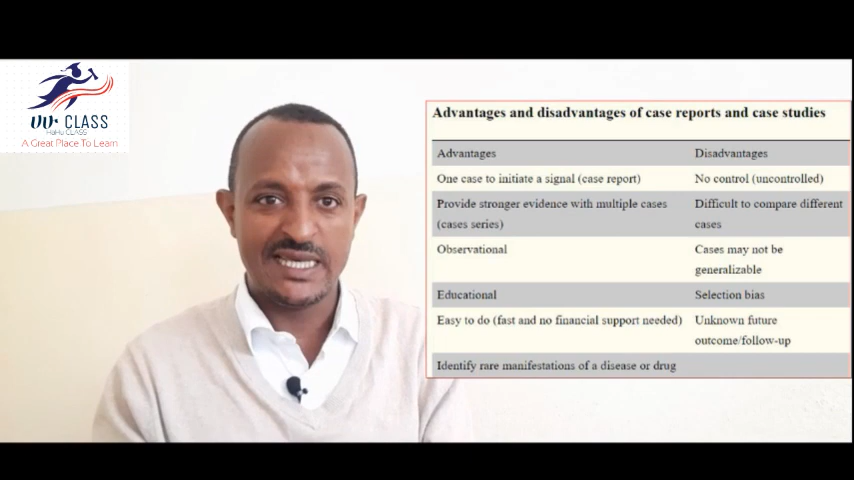 ሀሁ CLASS
HaHu CLASS
A Great Place To Learn
Advantages and disadvantages of case reports and case studies
Advantages Disadvantages
One case to initiate a signal (case report) No control (uncontrolled)
Provide stronger evidence with multiple cases Difficult to compare different
(cases series) cases
Observational Cases may not be
generalizable
Educational Selection bias
Easy to do (fast and no financial support needed) Unknown future
outcome/follow-up
Identify rare manifestations of a disease or drug